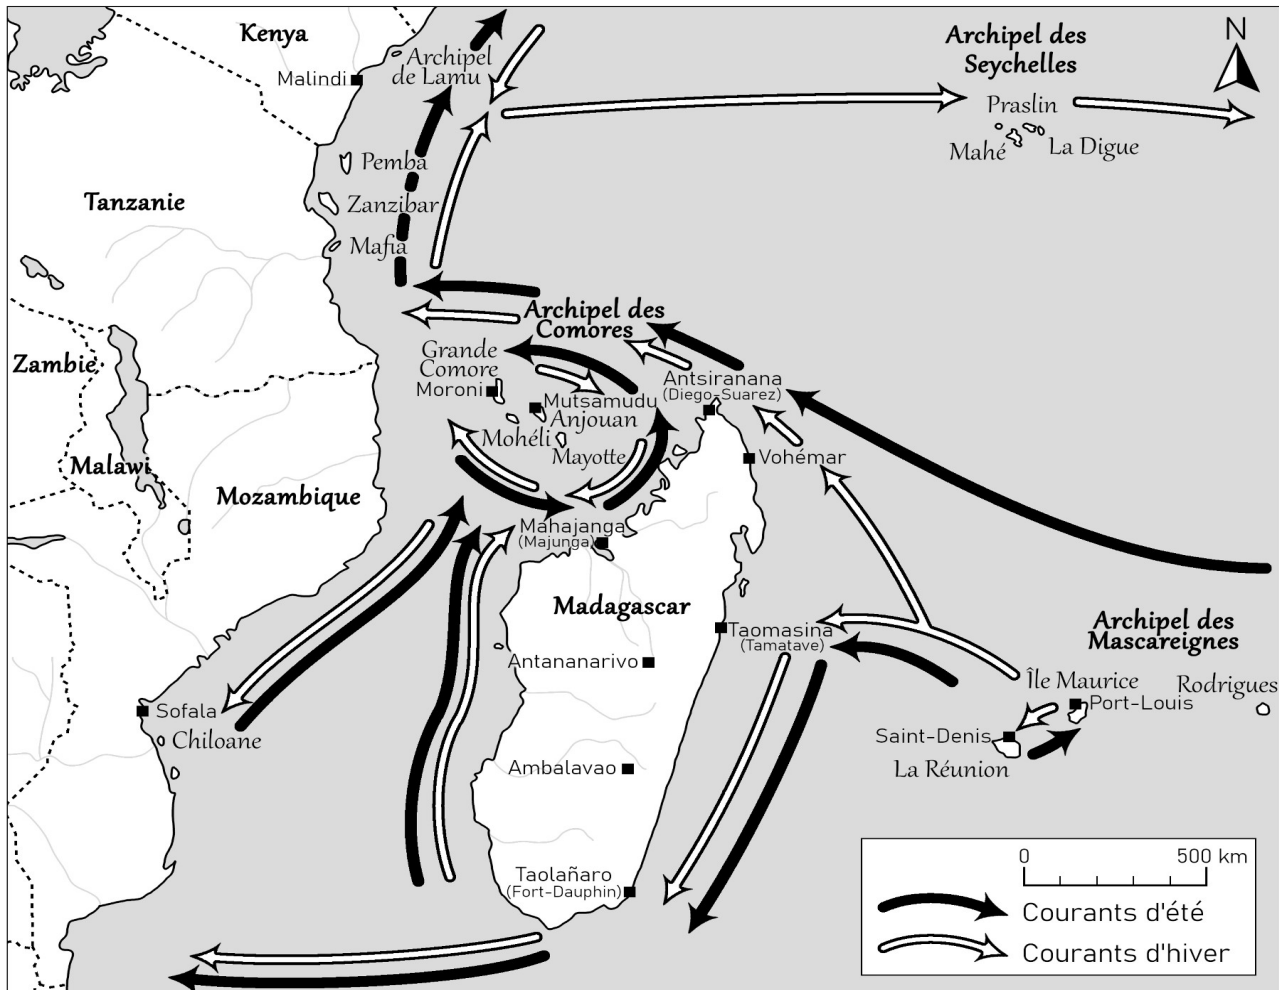 Kenya
Malindi
Archipel
de Lamu
Archipel des
Seychelles
N
Praslin
Mahé
La Digue
Pemba
Tanzanie
Zanzibar
Mafia
Archipel des
Comores
Zambie
Grande
Comore
Moroni
Antsiranana
(Diego-Suarez)
Mutsamudu
Anjouan
Mohéli
Mayotte
Vohémar
Malawi
Mozambique
Mahajanga
(Majunga)
Madagascar
Taomasina
(Tamatave)
Archipel des
Mascareignes
Antananarivo
Île Maurice
Rodrigues
Port-Louis
Sofala
Chiloane
Saint-Denis
La Réunion
Ambalavao
Taolañaro
(Fort-Dauphin)
0 500 km
Courants d'été
Courants d'hiver